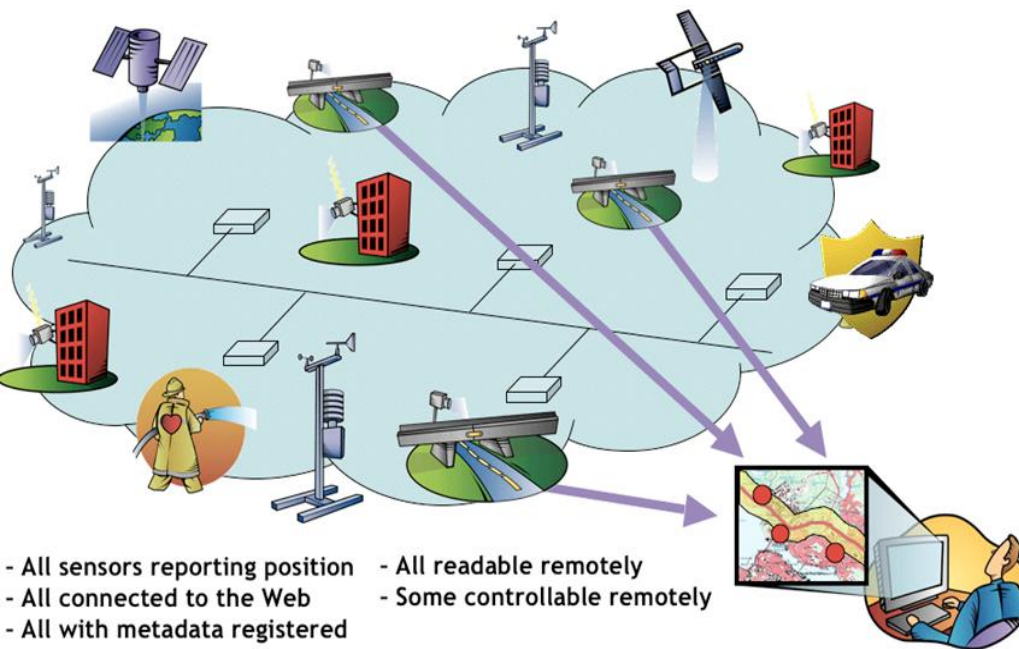 - All sensors reporting position
- All connected to the Web
- All with metadata registered
- All readable remotely
- Some controllable remotely